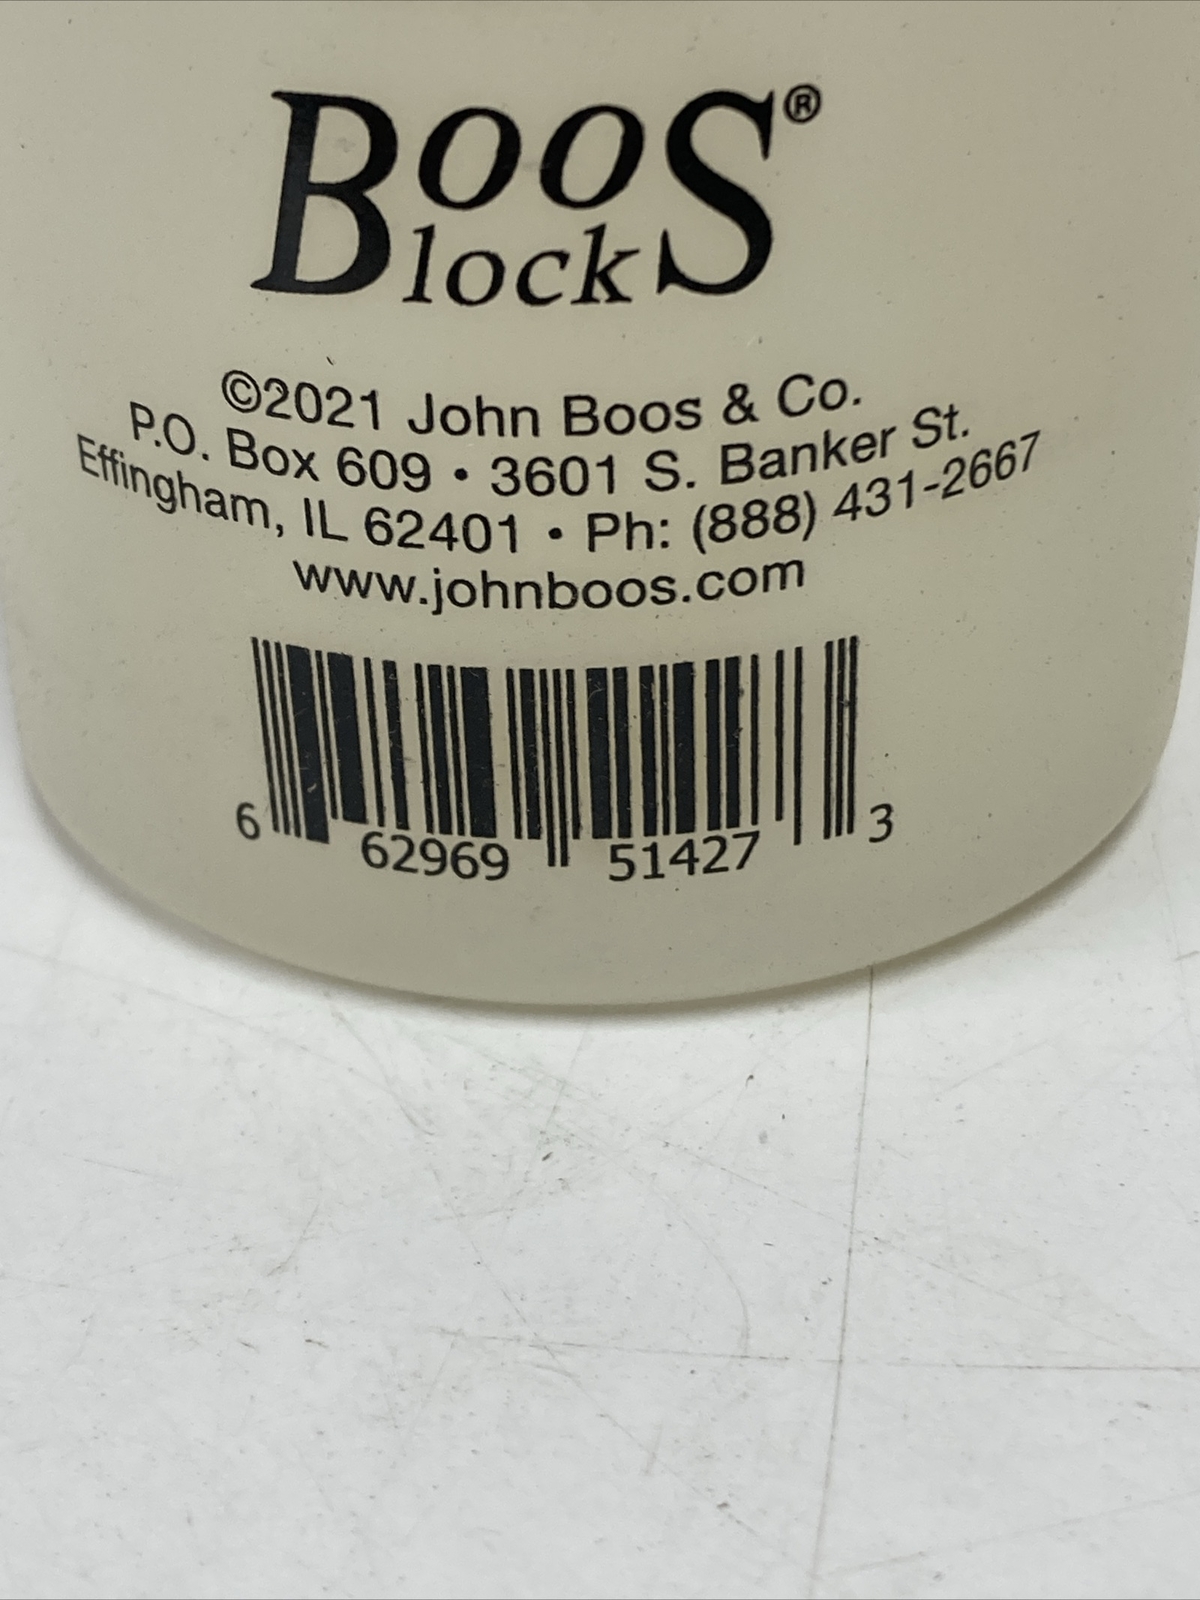 BooS®
Block
©2021 John Boos & Co.
P.O. Box 609 • 3601 S. Banker St.
Effingham, IL 62401 • Ph: (888) 431-2667
www.johnboos.com
6 62969 51427 3